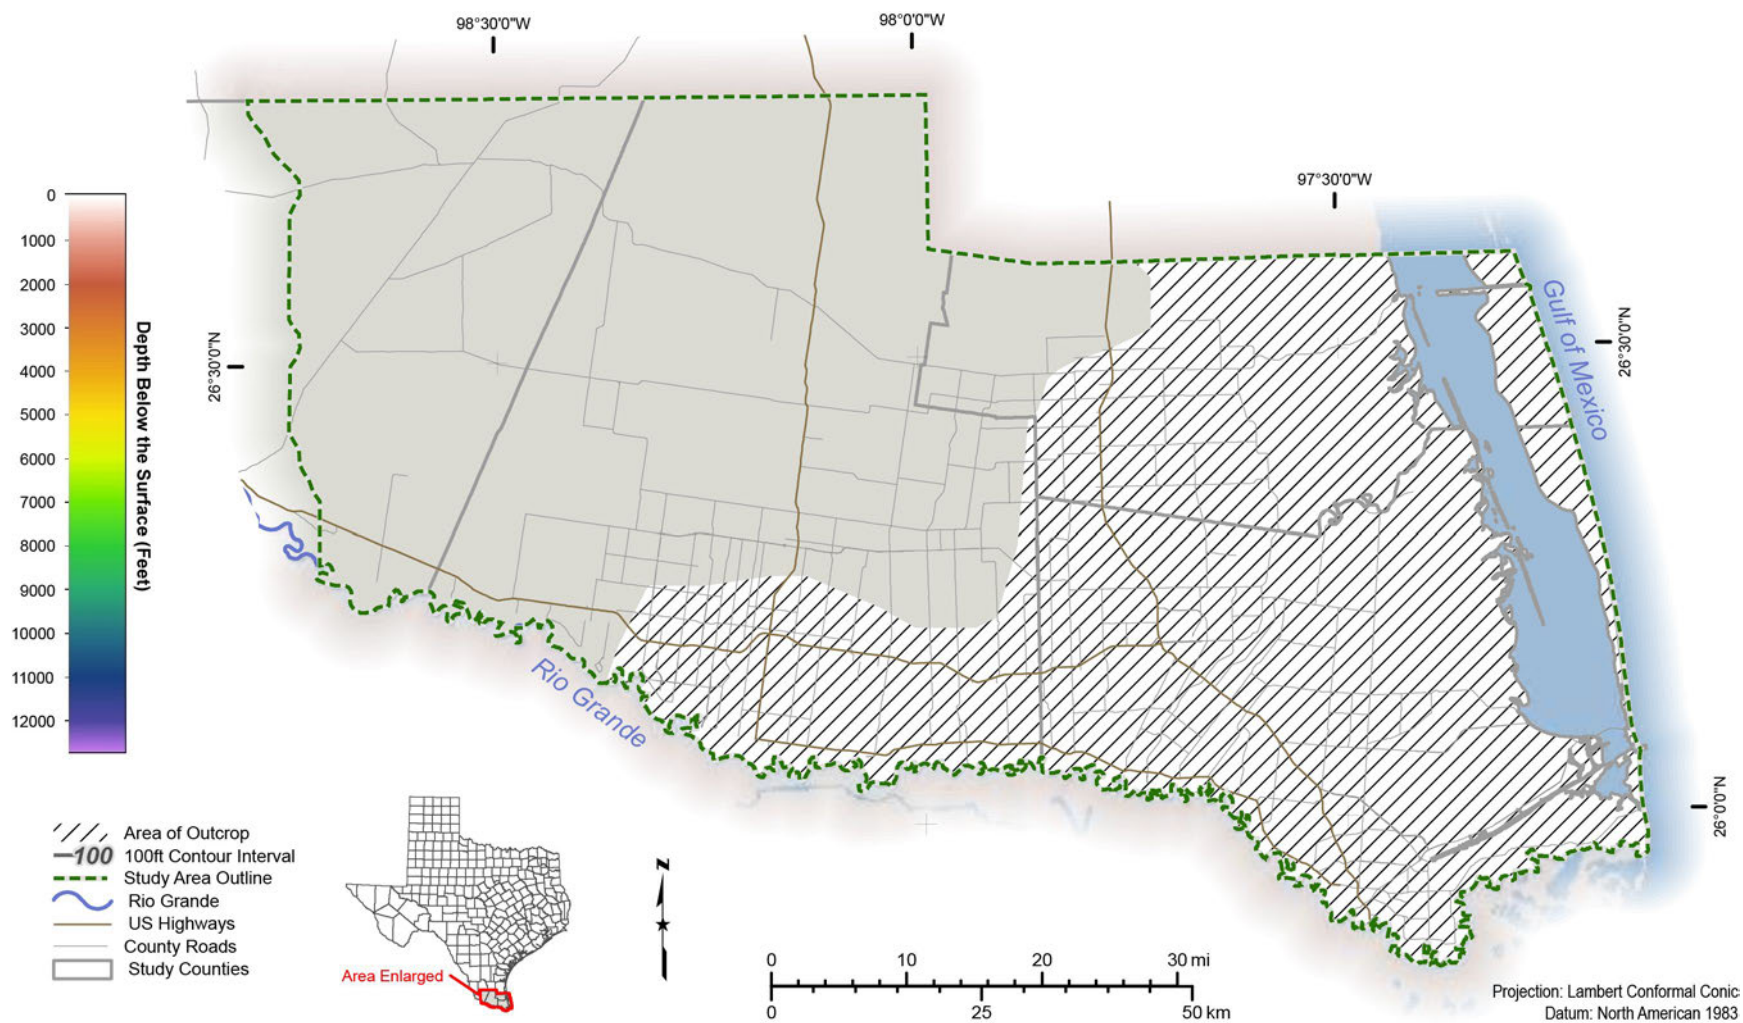 98°30'0"W
98°0'0"W
97°30'0"W
0
1000
2000
3000
4000
5000
6000
7000
8000
9000
10000
11000
12000
Depth Below the Surface (Feet)
26°30'0"N
26°30'0"N
Gulf of Mexico
Rio Grande
26°0'0"N
Area of Outcrop
100 100ft Contour Interval
Study Area Outline
Rio Grande
US Highways
County Roads
Study Counties
Area Enlarged
N
0 10 20 30 mi
0 25 50 km
Projection: Lambert Conformal Conic
Datum: North American 1983